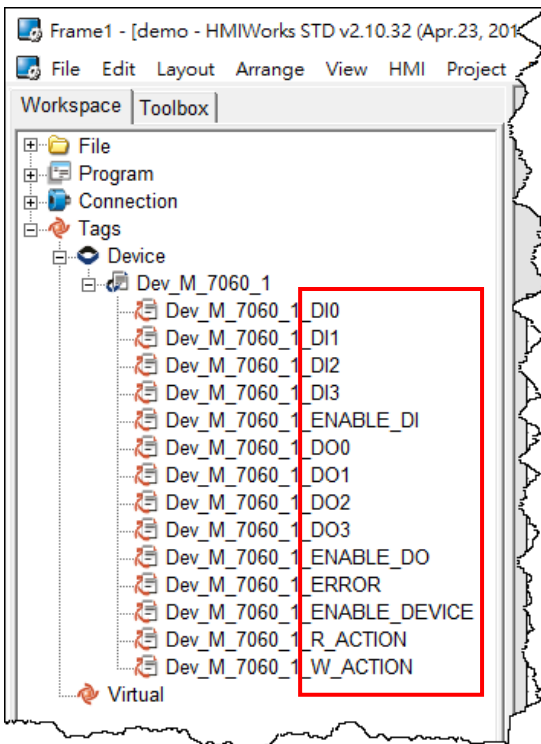 Frame1 - [demo - HMIWorks STD v2.10.32 (Apr.23, 201
File Edit Layout Arrange View HMI Project
Workspace Toolbox
File
Program
Connection
Tags
Device
Dev_M_7060_1
Dev_M_7060_1_DI0
Dev_M_7060_1_DI1
Dev_M_7060_1_DI2
Dev_M_7060_1_DI3
Dev_M_7060_1_ENABLE_DI
Dev_M_7060_1_DO0
Dev_M_7060_1_DO1
Dev_M_7060_1_DO2
Dev_M_7060_1_DO3
Dev_M_7060_1_ENABLE_DO
Dev_M_7060_1_ERROR
Dev_M_7060_1_ENABLE_DEVICE
Dev_M_7060_1_R_ACTION
Dev_M_7060_1_W_ACTION
Virtual